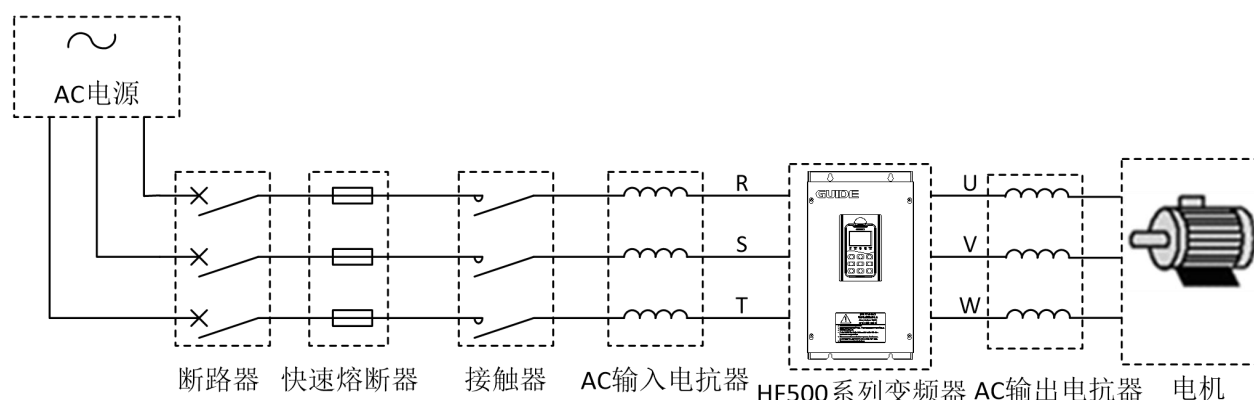 AC电源
R
U
GUIDE
S
V
T
W
断路器
快速熔断器
接触器
AC输入电抗器
HF500系列变频器
AC输出电抗器
电机